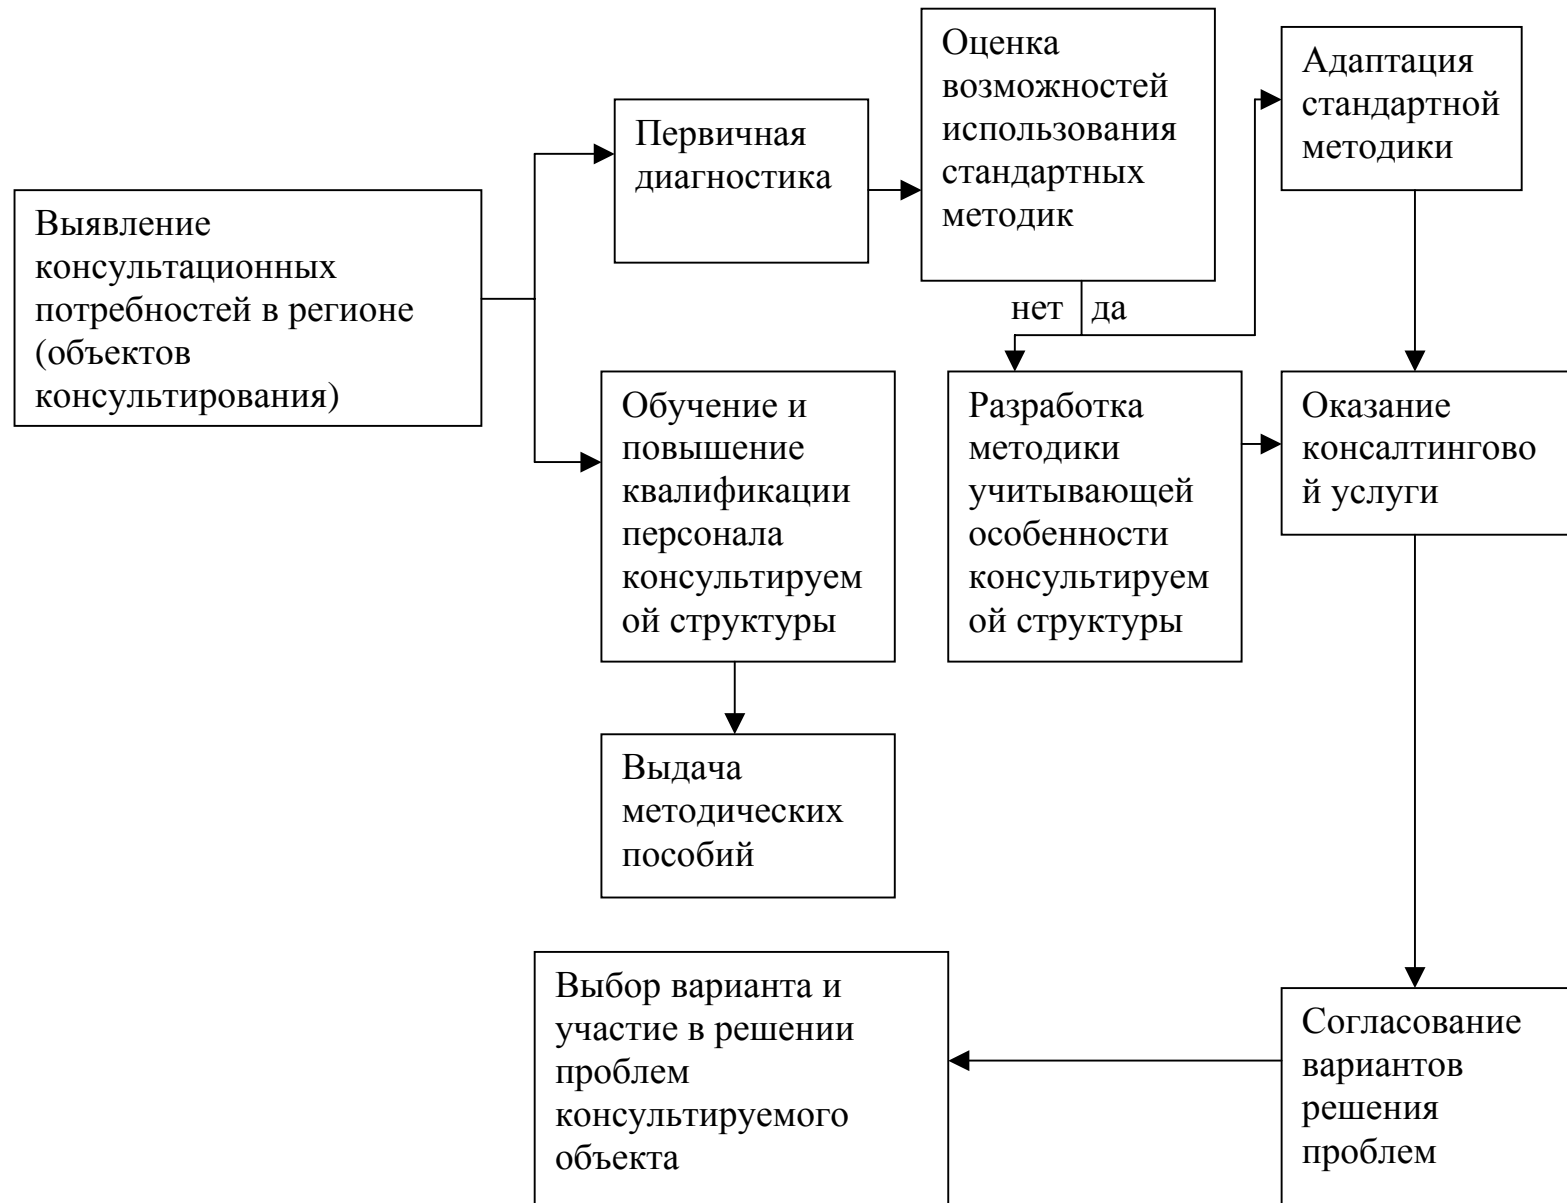 Выявление
консультационных
потребностей в регионе
(объектов
консультирования)
Первичная
диагностика
Оценка
возможностей
использования
стандартных
методик
Адаптация
стандартной
методики
нет да
Обучение и
повышение
квалификации
персонала
консультируем
ой структуры
Разработка
методики
учитывающей
особенности
консультируем
ой структуры
Оказание
консалтингово
й услуги
Выдача
методических
пособий
Выбор варианта и
участие в решении
проблем
консультируемого
объекта
Согласование
вариантов
решения
проблем